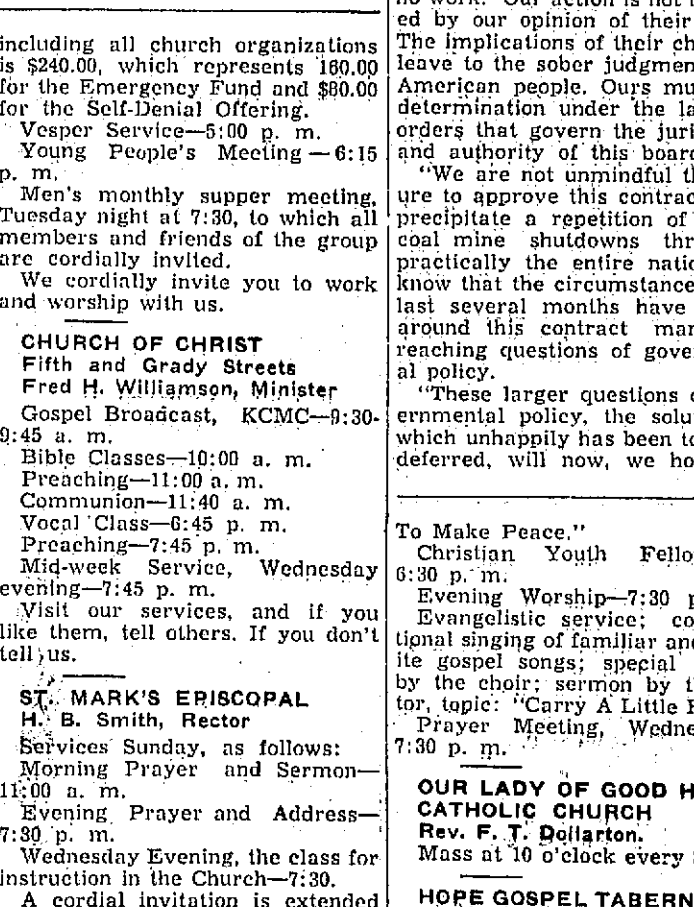 including all church organizations
is $240.00, which represents 160.00
for the Emergency Fund and $80.00
for the Self-Denial Offering.
Vesper Service—5:00 p. m.
Young People's Meeting — 6:15
p. m.
Men's monthly supper meeting,
Tuesday night at 7:30, to which all
members and friends of the group
are cordially invited.
We cordially invite you to work
and worship with us.
CHURCH OF CHRIST
Fifth and Grady Streets
Fred H. Williamson, Minister
Gospel Broadcast, KCMC—9:30-
9:45 a. m.
Bible Classes—10:00 a. m.
Preaching—11:00 a. m.
Communion—11:40 a. m.
Vocal Class—6:45 p. m.
Preaching—7:45 p. m.
Mid-week Service, Wednesday
evening—7:45 p. m.
Visit our services, and if you
like them, tell others. If you don't
tell us.
ST. MARK'S EPISCOPAL
H. B. Smith, Rector
Services Sunday, as follows:
Morning Prayer and Sermon—
11:00 a. m.
Evening Prayer and Address—
7:30 p. m.
Wednesday Evening, the class for
instruction in the Church—7:30.
A cordial invitation is extended
ed by our opinion of their
The implications of their ch
leave to the sober judgmen
American people. Ours mu
determination under the la
orders that govern the juri
and authority of this board
"We are not unmindful th
ure to approve this contrac
precipitate a repetition of
coal mine shutdowns thr
practically the entire natio
know that the circumstance
last several months have
around this contract man
reaching questions of gove
al policy.
"These larger questions o
ernmental policy, the solu
which unhappily has been to
deferred, will now, we ho
To Make Peace."
Christian Youth Fello
6:30 p. m.
Evening Worship—7:30 p
Evangelistic service; co
tional singing of familiar and
ite gospel songs; special
by the choir; sermon by t
tor, topic: "Carry A Little
Prayer Meeting, Wedne
7:30 p. m.
OUR LADY OF GOOD H
CATHOLIC CHURCH
Rev. F. T. Dollarton.
Mass at 10 o'clock every
HOPE GOSPEL TABERN